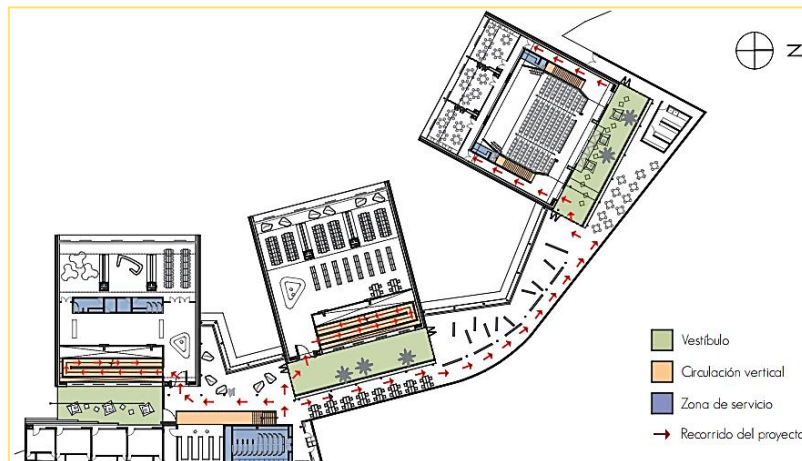 N
Vestíbulo
Circulación vertical
Zona de servicio
Recorrido del proyecto